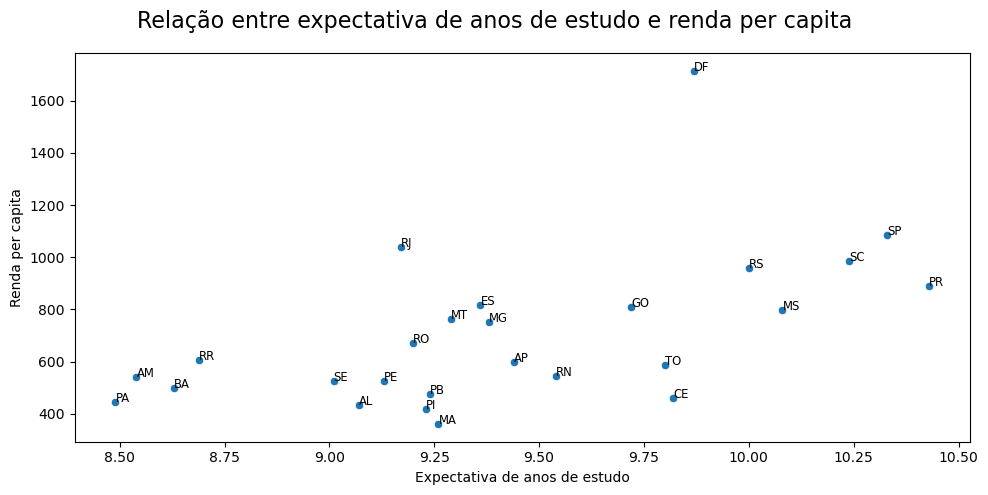 Relação entre expectativa de anos de estudo e renda per capita
DF
1600
1400
1200
RJ
SP
1000
RS
SC
PR
800
MT
ES
MG
GO
MS
RO
600
AM
BA
RR
SE
PE
AP
RN
TO
PA
AL
PB
PI
MA
CE
400
Renda per capita
8.50
8.75
9.00
9.25
9.50
9.75
10.00
10.25
10.50
Expectativa de anos de estudo